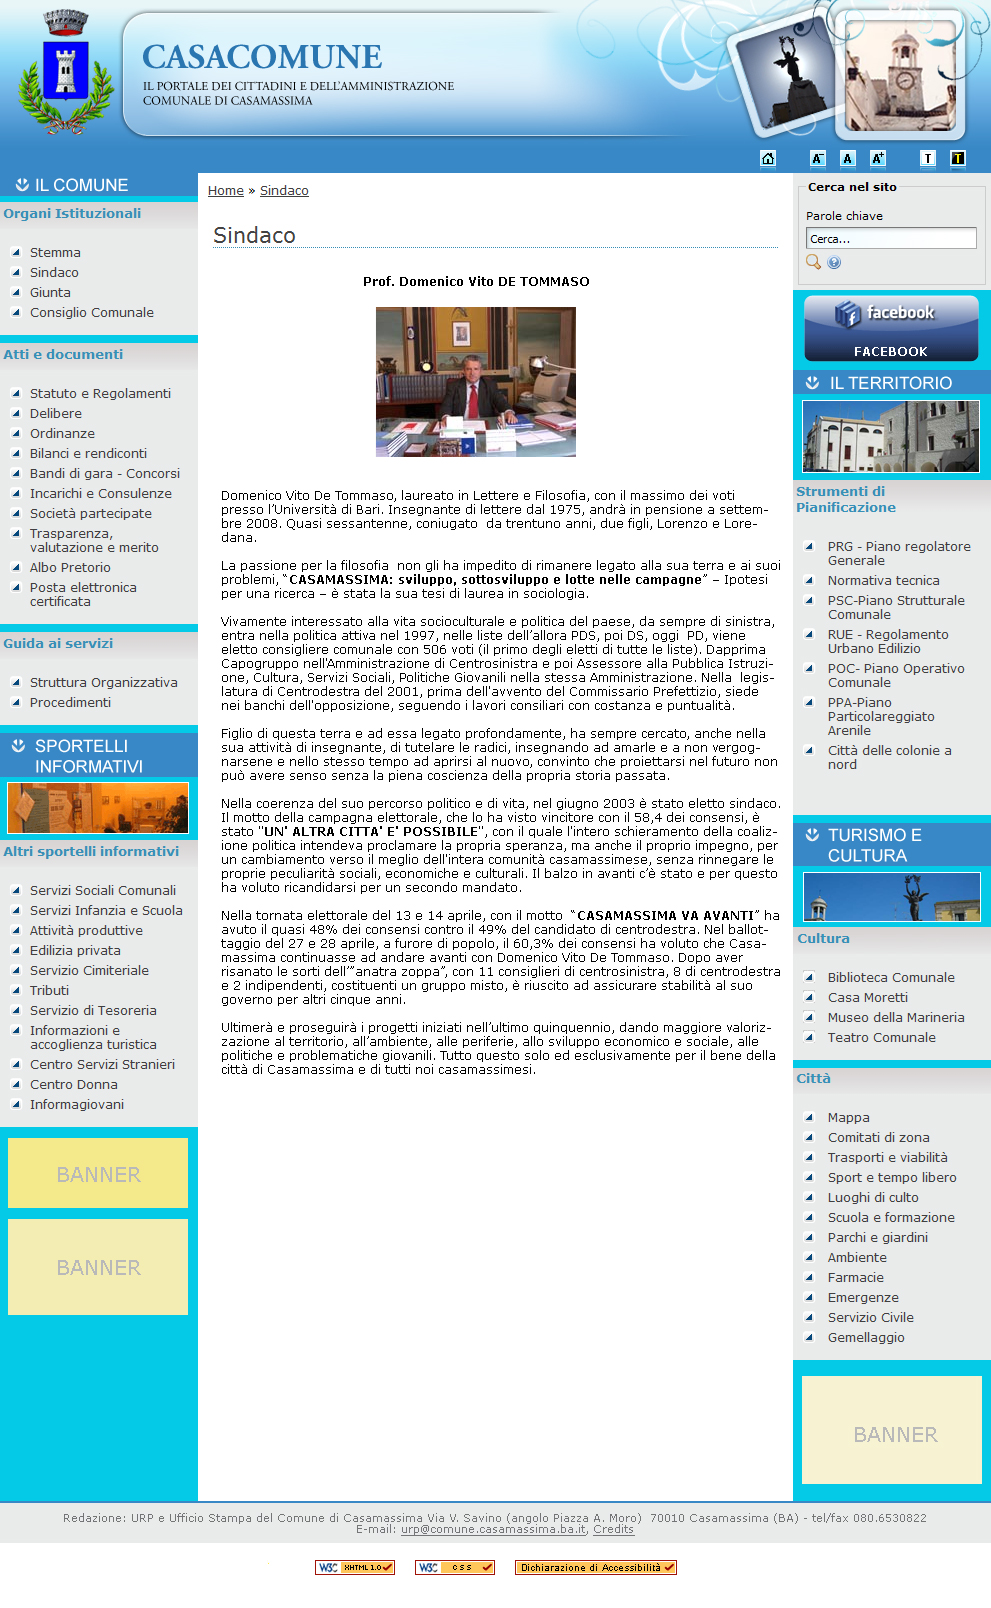 CASACOMUNE
IL PORTALE DEI CITTADINI E DELL'AMMINISTRAZIONE
COMUNALE DI CASAMASSIMA
A-
A
A+
T
T
IL COMUNE
Organi Istituzionali
Stemma
Sindaco
Giunta
Consiglio Comunale
Atti e documenti
Statuto e Regolamenti
Delibere
Ordinanze
Bilanci e rendiconti
Bandi di gara - Concorsi
Incarichi e Consulenze
Società partecipate
Trasparenza,
valutazione e merito
Albo Pretorio
Posta elettronica
certificata
Guida ai servizi
Struttura Organizzativa
Procedimenti
SPORTELLI
INFORMATIVI
Altri sportelli informativi
Servizi Sociali Comunali
Servizi Infanzia e Scuola
Attività produttive
Edilizia privata
Servizio Cimiteriale
Tributi
Servizio di Tesoreria
Informazioni e
accoglienza turistica
Centro Servizi Stranieri
Centro Donna
Informagiovani
BANNER
BANNER
Home » Sindaco
Sindaco
Prof. Domenico Vito DE TOMMASO
Domenico Vito De Tommaso, laureato in Lettere e Filosofia, con il massimo dei voti
presso l’Università di Bari. Insegnante di lettere dal 1975, andrà in pensione a settem-
bre 2008. Quasi sessantenne, coniugato  da trentuno anni, due figli, Lorenzo e Lore-
dana.
La passione per la filosofia  non gli ha impedito di rimanere legato alla sua terra e ai suoi
problemi, “CASAMASSIMA: sviluppo, sottosviluppo e lotte nelle campagne” – Ipotesi
per una ricerca – è stata la sua tesi di laurea in sociologia.
Vivamente interessato alla vita socioculturale e politica del paese, da sempre di sinistra,
entra nella politica attiva nel 1997, nelle liste dell’allora PDS, poi DS, oggi  PD, viene
eletto consigliere comunale con 506 voti (il primo degli eletti di tutte le liste). Dapprima
Capogruppo nell'Amministrazione di Centrosinistra e poi Assessore alla Pubblica Istruzi-
one, Cultura, Servizi Sociali, Politiche Giovanili nella stessa Amministrazione. Nella  legis-
latura di Centrodestra del 2001, prima dell'avvento del Commissario Prefettizio, siede
nei banchi dell'opposizione, seguendo i lavori consiliari con costanza e puntualità.
Figlio di questa terra e ad essa legato profondamente, ha sempre cercato, anche nella
sua attività di insegnante, di tutelare le radici, insegnando ad amarle e a non vergog-
narsene e nello stesso tempo ad aprirsi al nuovo, convinto che proiettarsi nel futuro non
può avere senso senza la piena coscienza della propria storia passata.
Nella coerenza del suo percorso politico e di vita, nel giugno 2003 è stato eletto sindaco.
Il motto della campagna elettorale, che lo ha visto vincitore con il 58,4 dei consensi, è
stato "UN' ALTRA CITTA' E' POSSIBILE", con il quale l'intero schieramento della coaliz-
ione politica intendeva proclamare la propria speranza, ma anche il proprio impegno, per
un cambiamento verso il meglio dell'intera comunità casamassimese, senza rinnegare le
proprie peculiarità sociali, economiche e culturali. Il balzo in avanti c’è stato e per questo
ha voluto ricandidarsi per un secondo mandato.
Nella tornata elettorale del 13 e 14 aprile, con il motto  “CASAMASSIMA VA AVANTI” ha
avuto il quasi 48% dei consensi contro il 49% del candidato di centrodestra. Nel ballot-
taggio del 27 e 28 aprile, a furore di popolo, il 60,3% dei consensi ha voluto che Casa-
massima continuasse ad andare avanti con Domenico Vito De Tommaso. Dopo aver
risanato le sorti dell’”anatra zoppa”, con 11 consiglieri di centrosinistra, 8 di centrodestra
e 2 indipendenti, costituenti un gruppo misto, è riuscito ad assicurare stabilità al suo
governo per altri cinque anni.
Ultimerà e proseguirà i progetti iniziati nell’ultimo quinquennio, dando maggiore valoriz-
zazione al territorio, all’ambiente, alle periferie, allo sviluppo economico e sociale, alle
politiche e problematiche giovanili. Tutto questo solo ed esclusivamente per il bene della
città di Casamassima e di tutti noi casamassimesi.
Cerca nel sito
Parole chiave
Cerca...
facebook
FACEBOOK
IL TERRITORIO
Strumenti di
Pianificazione
PRG - Piano regolatore
Generale
Normativa tecnica
PSC-Piano Strutturale
Comunale
RUE - Regolamento
Urbano Edilizio
POC- Piano Operativo
Comunale
PPA-Piano
Particolareggiato
Arenile
Città delle colonie a
nord
TURISMO E
CULTURA
Cultura
Biblioteca Comunale
Casa Moretti
Museo della Marineria
Teatro Comunale
Città
Mappa
Comitati di zona
Trasporti e viabilità
Sport e tempo libero
Luoghi di culto
Scuola e formazione
Parchi e giardini
Ambiente
Farmacie
Emergenze
Servizio Civile
Gemellaggio
BANNER
Redazione: URP e Ufficio Stampa del Comune di Casamassima Via V. Savino (angolo Piazza A. Moro)  70010 Casamassima (BA) - tel/fax 080.6530822
E-mail: urp@comune.casamassima.ba.it, Credits
W3C XHTML 1.0
W3C CSS
Dichiarazione di Accessibilità